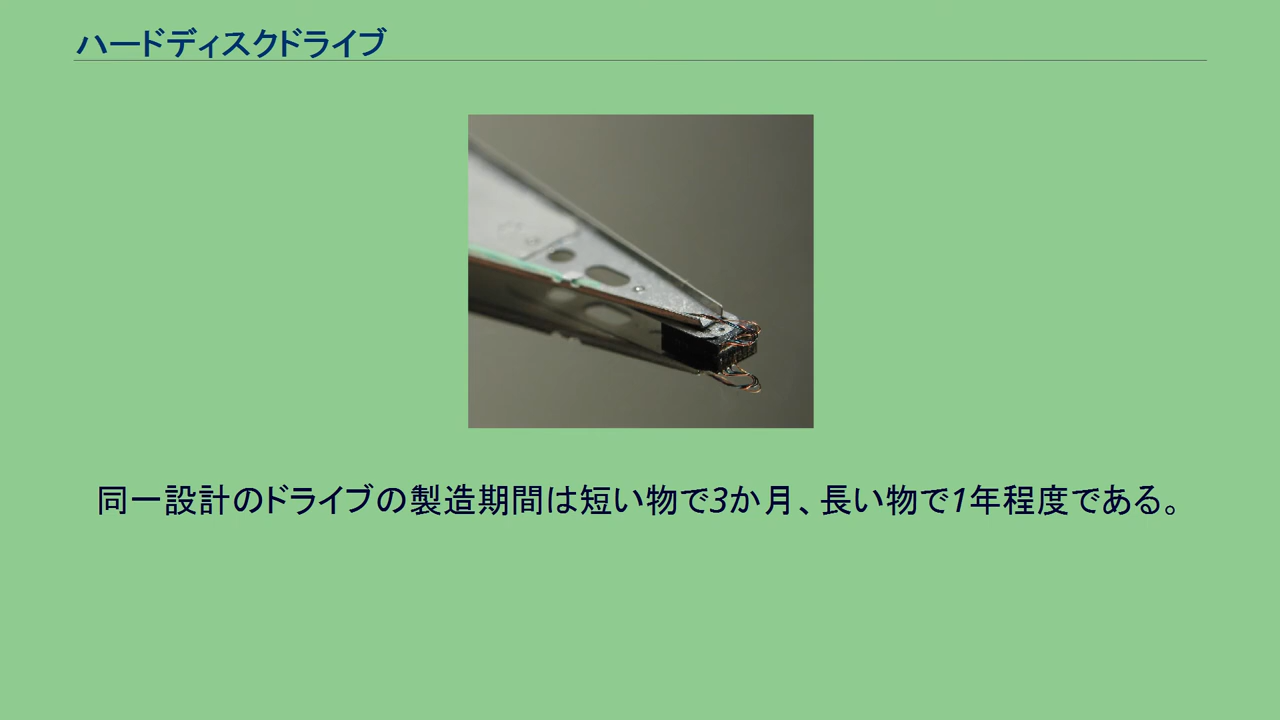 ハードディスクドライブ
同一設計のドライブの製造期間は短い物で3か月、長い物で1年程度である。